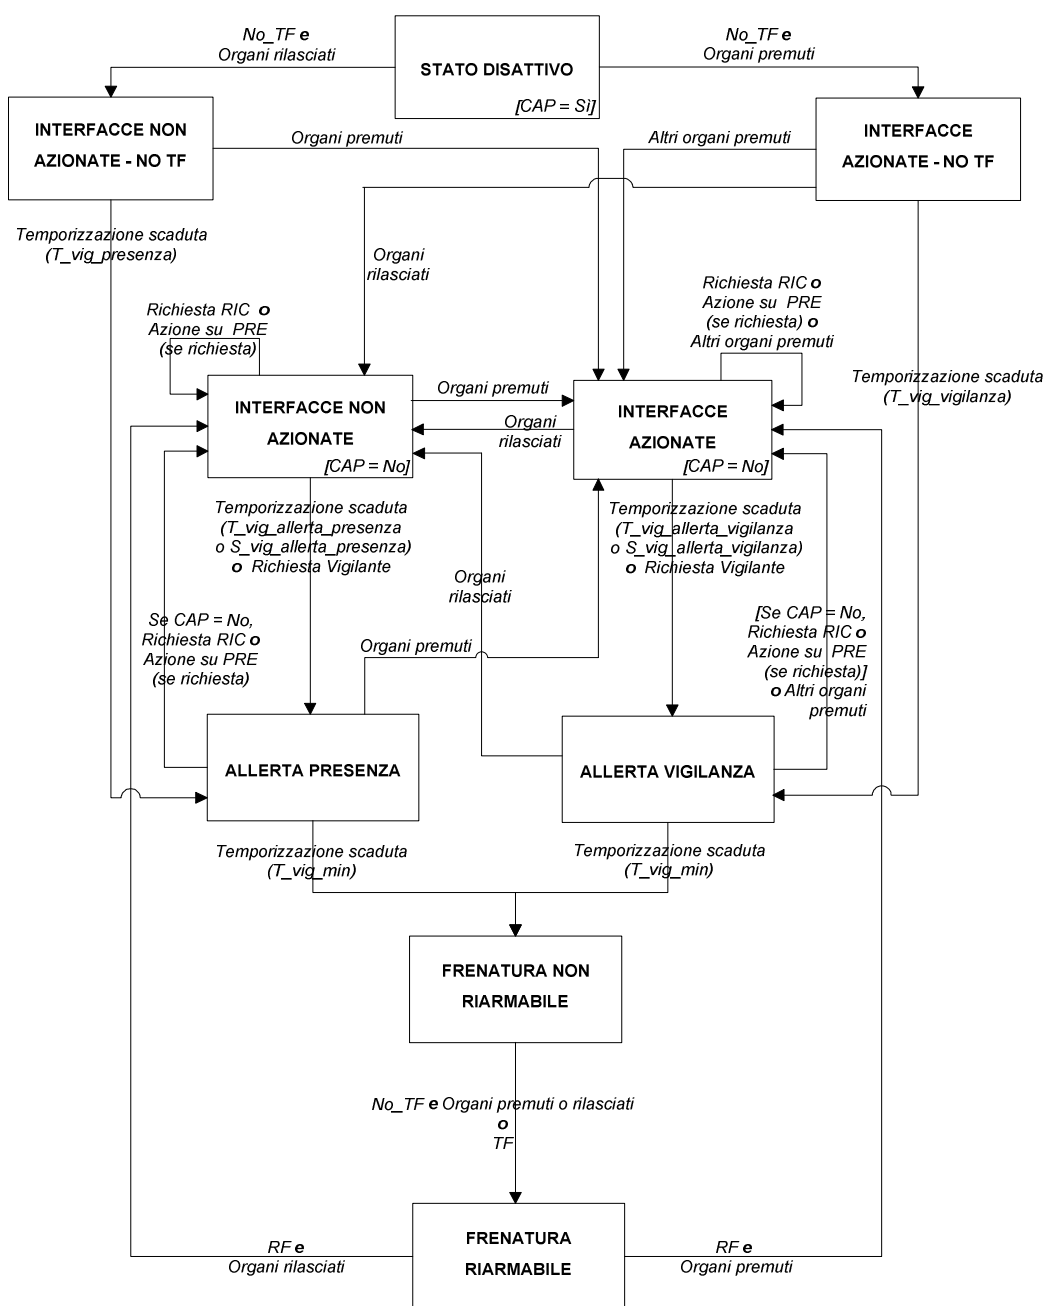 No_TF e
Organi rilasciati
No_TF e
Organi premuti
STATO DISATTIVO
[CAP = Sì]
INTERFACCE NON
AZIONATE - NO TF
INTERFACCE
AZIONATE - NO TF
Organi premuti
Altri organi premuti
Temporizzazione scaduta
(T_vig_presenza)
Organi
rilasciati
Richiesta RIC o
Azione su PRE
(se richiesta)
Richiesta RIC o
Azione su PRE
(se richiesta) o
Altri organi premuti
Temporizzazione scaduta
(T_vig_vigilanza)
INTERFACCE NON
AZIONATE
[CAP = No]
Organi premuti
Organi
rilasciati
INTERFACCE
AZIONATE
[CAP = No]
Temporizzazione scaduta
(T_vig_allerta_presenza
o S_vig_allerta_presenza)
o Richiesta Vigilante
Temporizzazione scaduta
(T_vig_allerta_vigilanza
o S_vig_allerta_vigilanza)
o Richiesta Vigilante
Organi
rilasciati
Se CAP = No,
Richiesta RIC o
Azione su PRE
(se richiesta)
Organi premuti
[Se CAP = No,
Richiesta RIC o
Azione su PRE
(se richiesta)]
o Altri organi
premuti
ALLERTA PRESENZA
ALLERTA VIGILANZA
Temporizzazione scaduta
(T_vig_min)
Temporizzazione scaduta
(T_vig_min)
FRENATURA NON
RIARMABILE
No_TF e Organi premuti o rilasciati
o
TF
FRENATURA
RIARMABILE
RF e
Organi rilasciati
RF e
Organi premuti